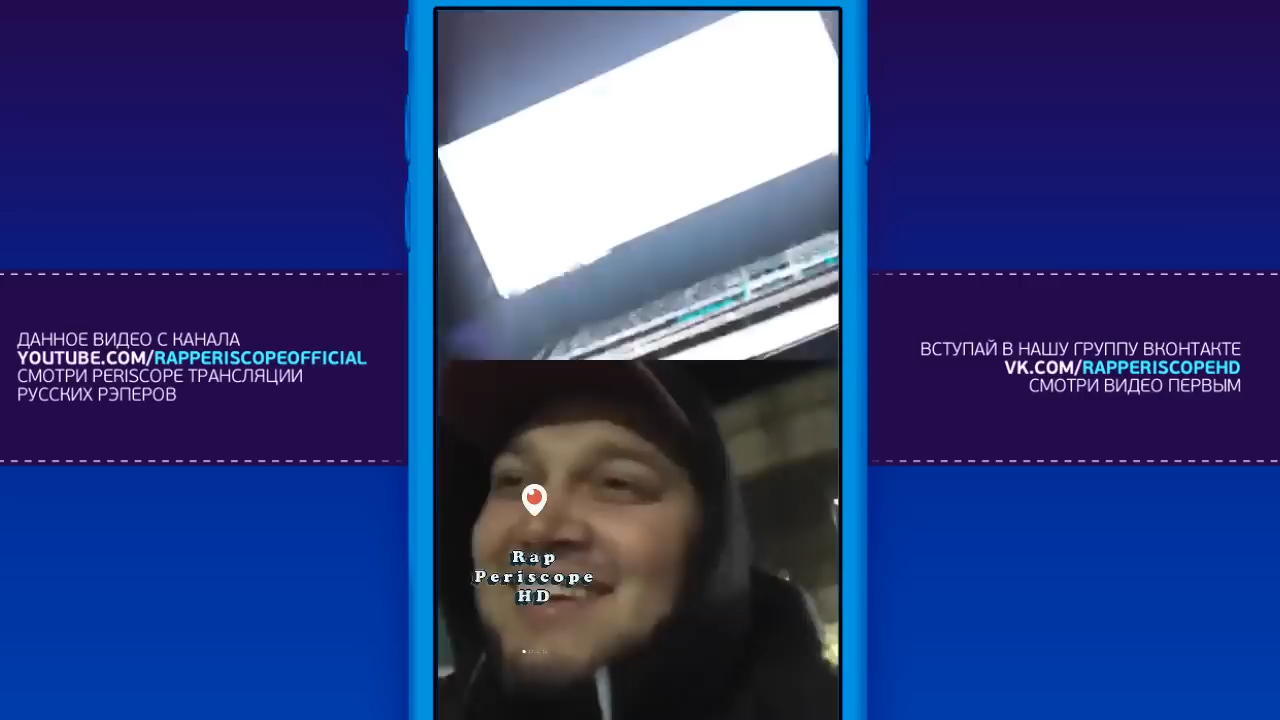 ДАННОЕ ВИДЕО С КАНАЛА
YOUTUBE.COM/RAPPERISCOPEOFFICIAL
СМОТРИ PERISCOPE ТРАНСЛЯЦИИ
РУССКИХ РЭПЕРОВ
Rap
Periscope
HD
ВСТУПАЙ В НАШУ ГРУППУ ВКОНТАКТЕ
VK.COM/RAPPERISCOPEHD
СМОТРИ ВИДЕО ПЕРВЫМ